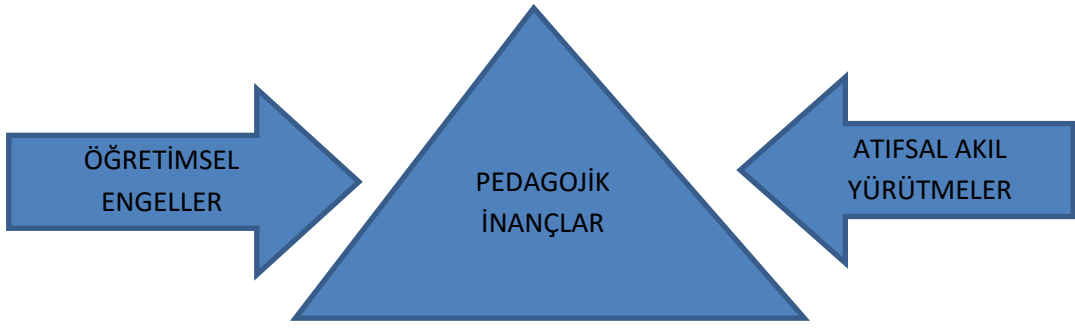 ÖĞRETİMSEL
ENGELLER
PEDAGOJİK
İNANÇLAR
ATIFSAL AKIL
YÜRÜTMELER